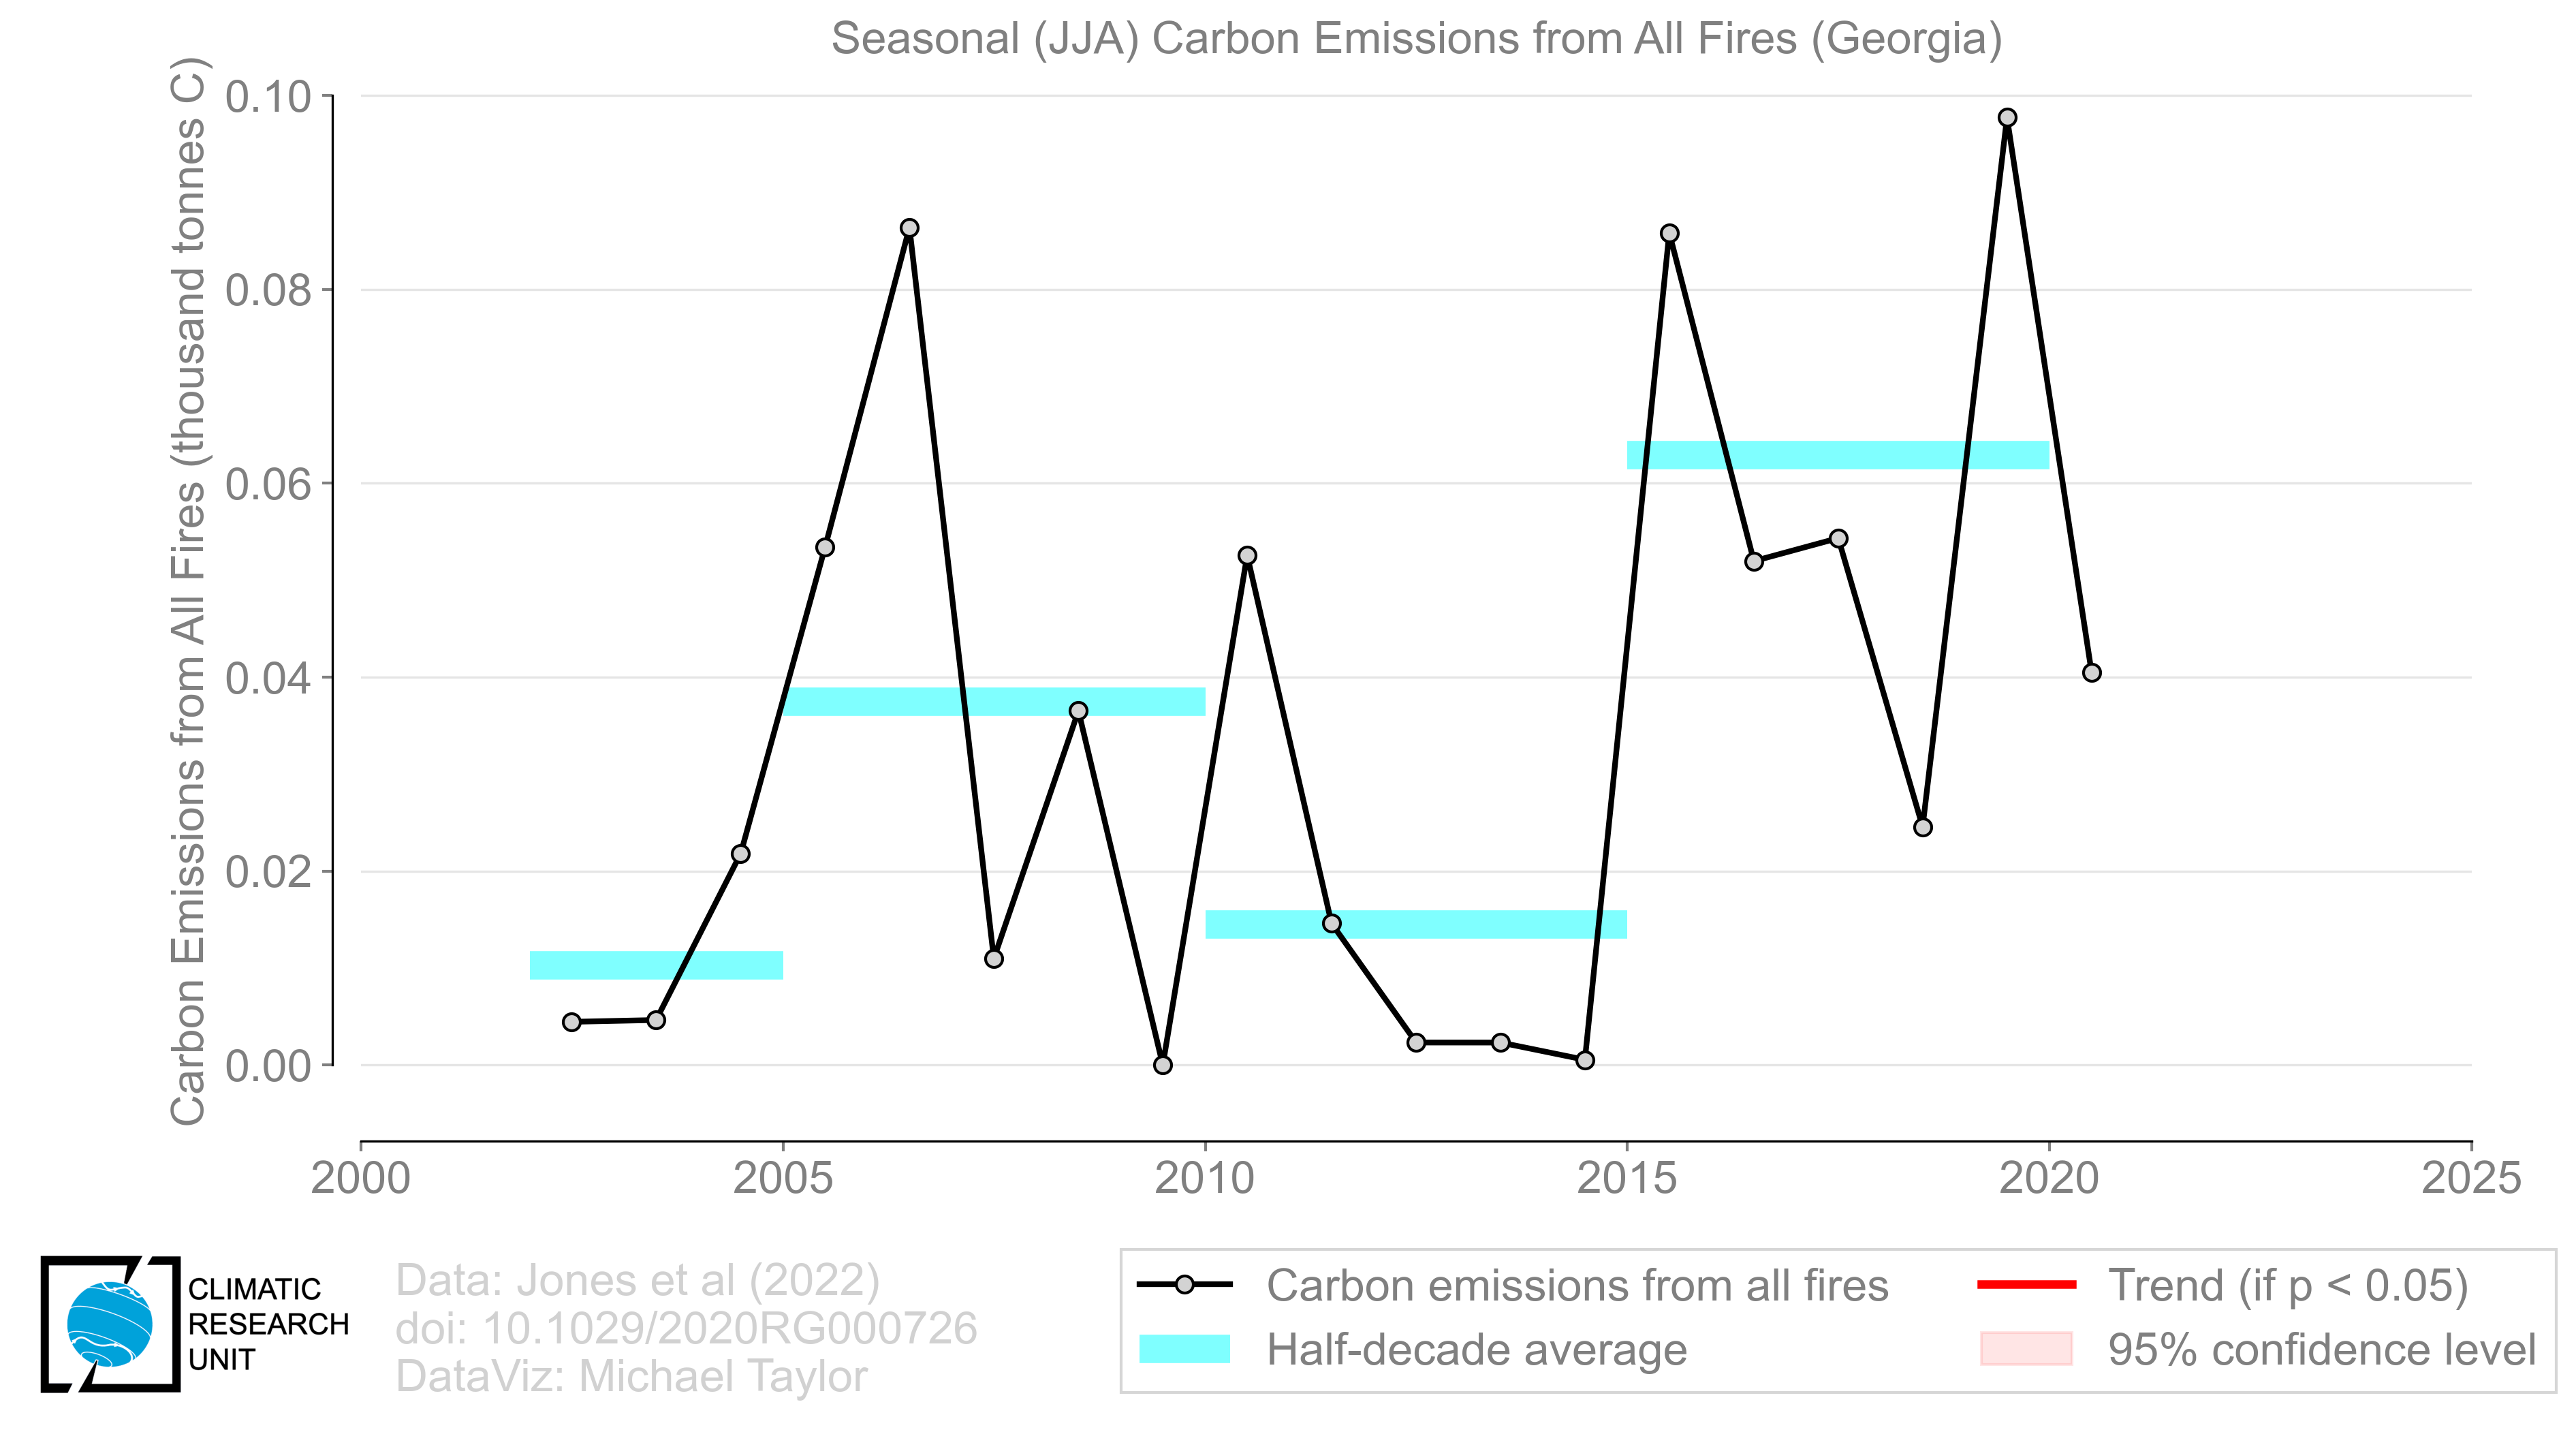 Seasonal (JJA) Carbon Emissions from All Fires (Georgia)
Carbon Emissions from All Fires (thousand tonnes C)
0.10
0.08
0.06
0.04
0.02
0.00
2000 2005 2010 2015 2020 2025
CLIMATIC
RESEARCH
UNIT
Data: Jones et al (2022)
doi: 10.1029/2020RG000726
DataViz: Michael Taylor
Carbon emissions from all fires
Half-decade average
Trend (if p < 0.05)
95% confidence level